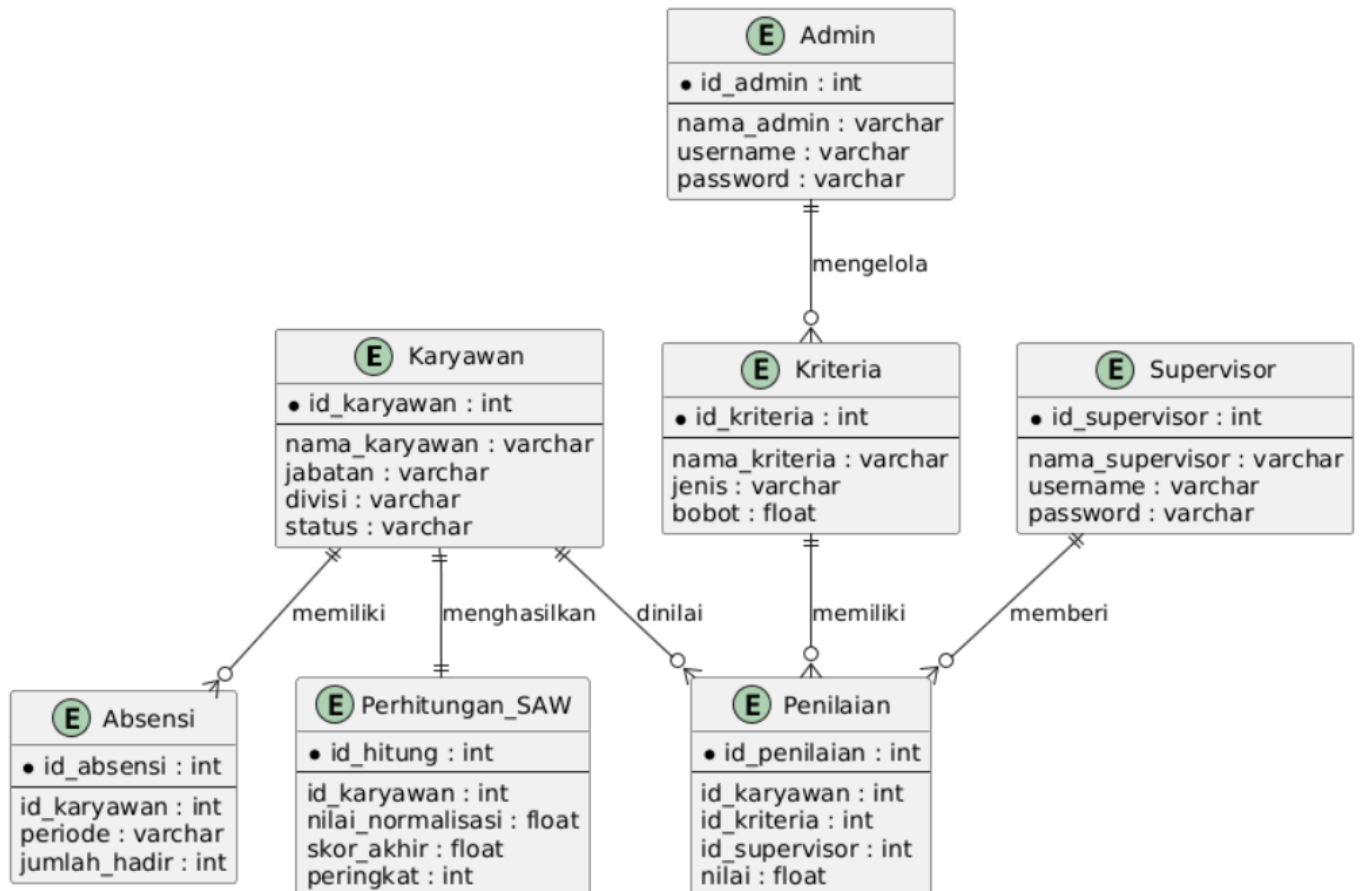 E Admin
id_admin : int
nama_admin : varchar
username : varchar
password : varchar
mengelola
E Karyawan
id_karyawan : int
nama_karyawan : varchar
jabatan : varchar
divisi : varchar
status : varchar
E Kriteria
id_kriteria : int
nama_kriteria : varchar
jenis : varchar
bobot : float
E Supervisor
id_supervisor : int
nama_supervisor : varchar
username : varchar
password : varchar
memiliki
menghasilkan
dinilai
memiliki
memberi
E Absensi
id_absensi : int
id_karyawan : int
periode : varchar
jumlah_hadir : int
E Perhitungan_SAW
id_hitung : int
id_karyawan : int
nilai_normalisasi : float
skor_akhir : float
peringkat : int
E Penilaian
id_penilaian : int
id_karyawan : int
id_kriteria : int
id_supervisor : int
nilai : float